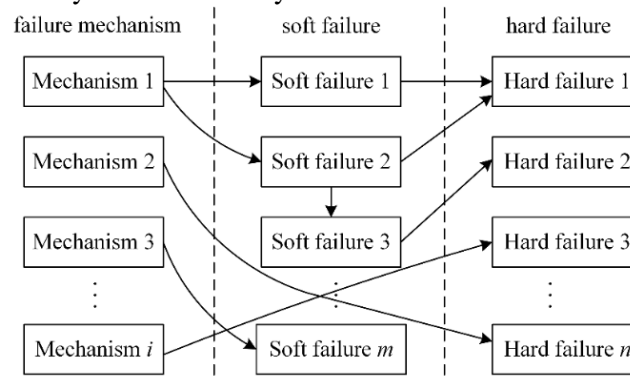 failure mechanism soft failure hard failure
Mechanism 1 Soft failure 1 Hard failure 1
Mechanism 2 Soft failure 2 Hard failure 2
Mechanism 3 Soft failure 3 Hard failure 3
Mechanism i Soft failure m Hard failure n